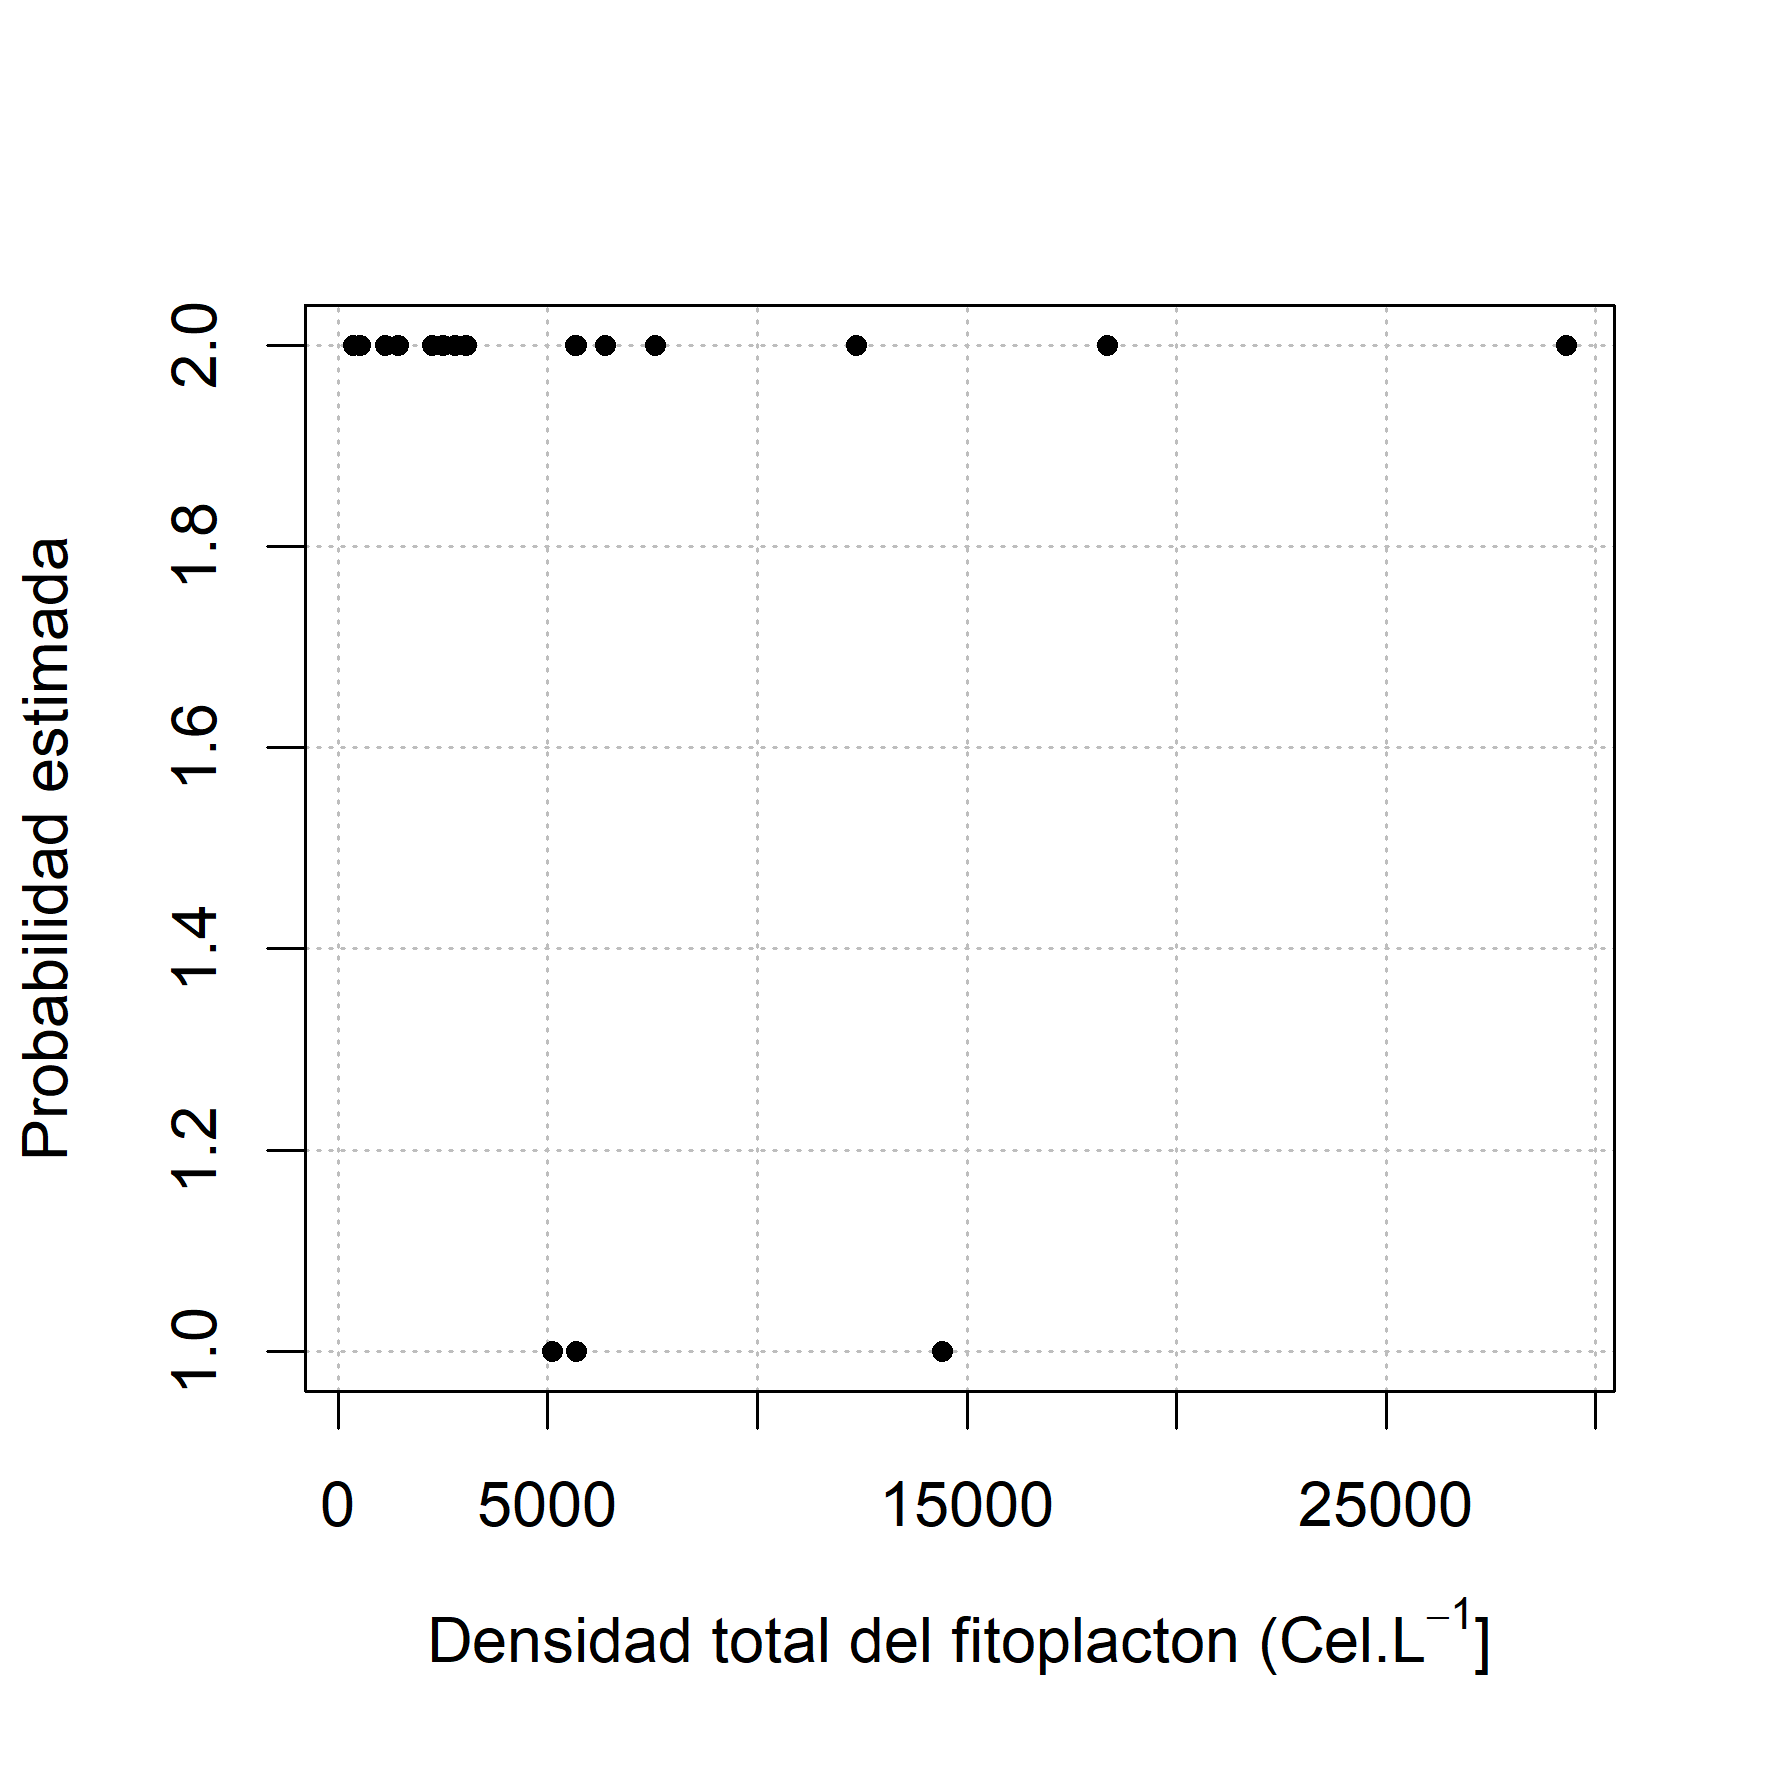 Probabilidad estimada
2.0
1.8
1.6
1.4
1.2
1.0
0 5000 15000 25000
Densidad total del fitoplacton (Cel.L⁻¹]